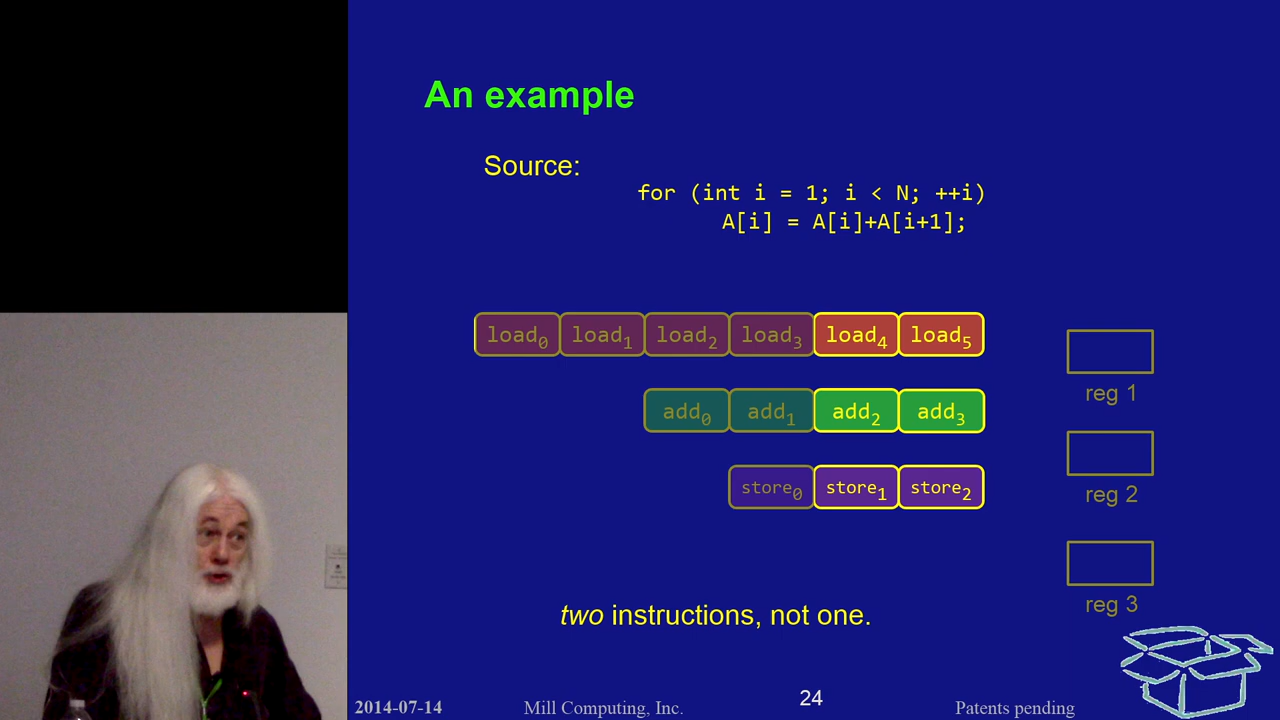 An example
Source:
for (int i = 1; i < N; ++i)
A[i] = A[i]+A[i+1];
load0 load1 load2 load3 load4 load5
reg 1
add0 add1 add2 add3
reg 2
store0 store1 store2
reg 3
two instructions, not one.
2014-07-14 Mill Computing, Inc. 24 Patents pending